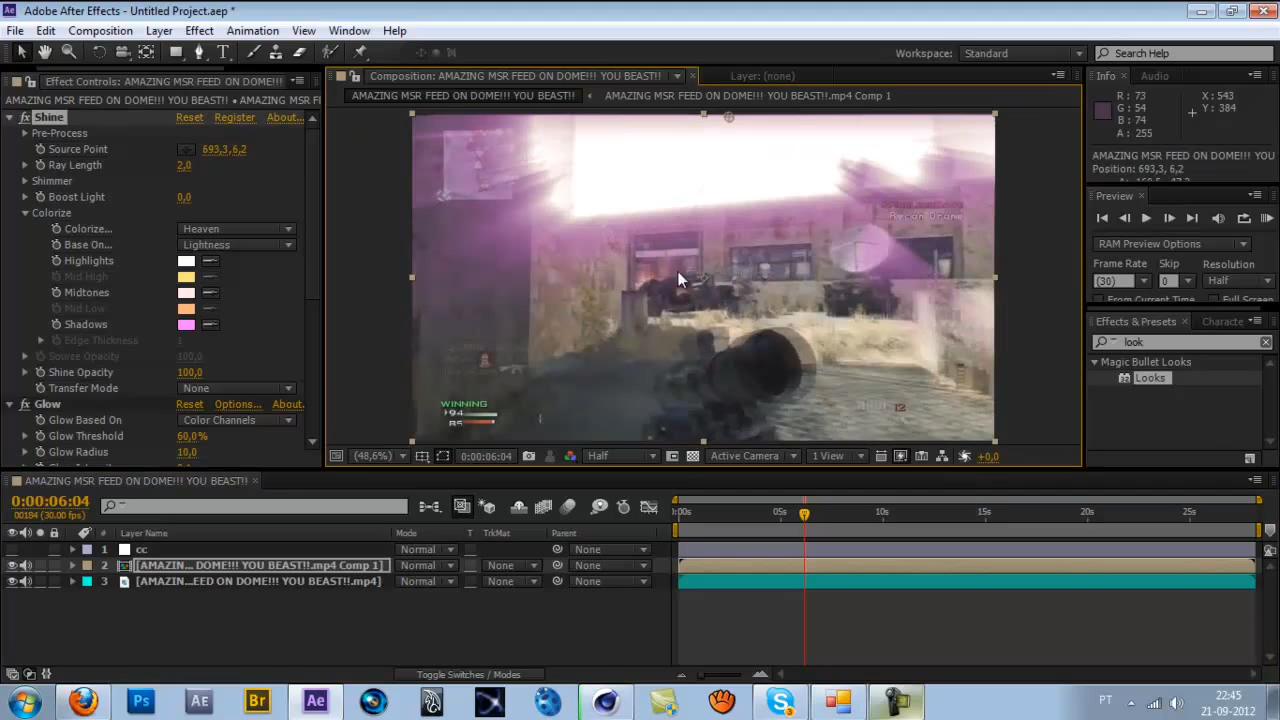 Adobe After Effects - Untitled Project.aep *
File Edit Composition Layer Effect Animation View Window Help
Workspace: Standard Search Help
Effect Controls: AMAZING MSR FEED ON DOME!!!
AMAZING MSR FEED ON DOME!!! YOU BEAST!! • AMAZING MSR F
Shine Reset Register About...
Pre-Process
Source Point 693,3,6,2
Ray Length 2,0
Shimmer
Boost Light 0,0
Colorize
Colorize... Heaven
Base On... Lightness
Highlights
Mid High
Midtones
Mid Low
Shadows
Edge Thickness 1
Source Opacity 100,0
Shine Opacity 100,0
Transfer Mode None
Glow Reset Options... About.
Glow Based On Color Channels
Glow Threshold 60,0%
Glow Radius 10,0
Composition: AMAZING MSR FEED ON DOME!!! YOU BEAST!! Layer: (none)
AMAZING MSR FEED ON DOME!!! YOU BEAST!! AMAZING MSR FEED ON DOME!!! YOU BEAST!!.mp4 Comp 1
WINNING
(48,6%) 0:00:06:04 Half Active Camera 1 View +0,0
Info Audio
R: 73 X: 543
G: 54 Y: 384
B: 74
A: 255
AMAZING MSR FEED ON DOME!!! YOU
Position: 693,3, 6,2
Preview
RAM Preview Options
Frame Rate Skip Resolution
(30) 0 Half
From Current Time Full Screen
Effects & Presets Characte
look
Magic Bullet Looks
Looks
AMAZING MSR FEED ON DOME!!! YOU BEAST!!
0:00:06:04
00184 (30.00 fps)
# Layer Name Mode T TrkMat Parent
1 cc Normal None
2 [AMAZIN... DOME!!! YOU BEAST!!.mp4 Comp 1] Normal None None
3 [AMAZIN...EED ON DOME!!! YOU BEAST!!.mp4] Normal None None
:00s 05s 10s 15s 20s 25s
Toggle Switches / Modes
Ps Ae Br Ae
PT 22:45
21-09-2012